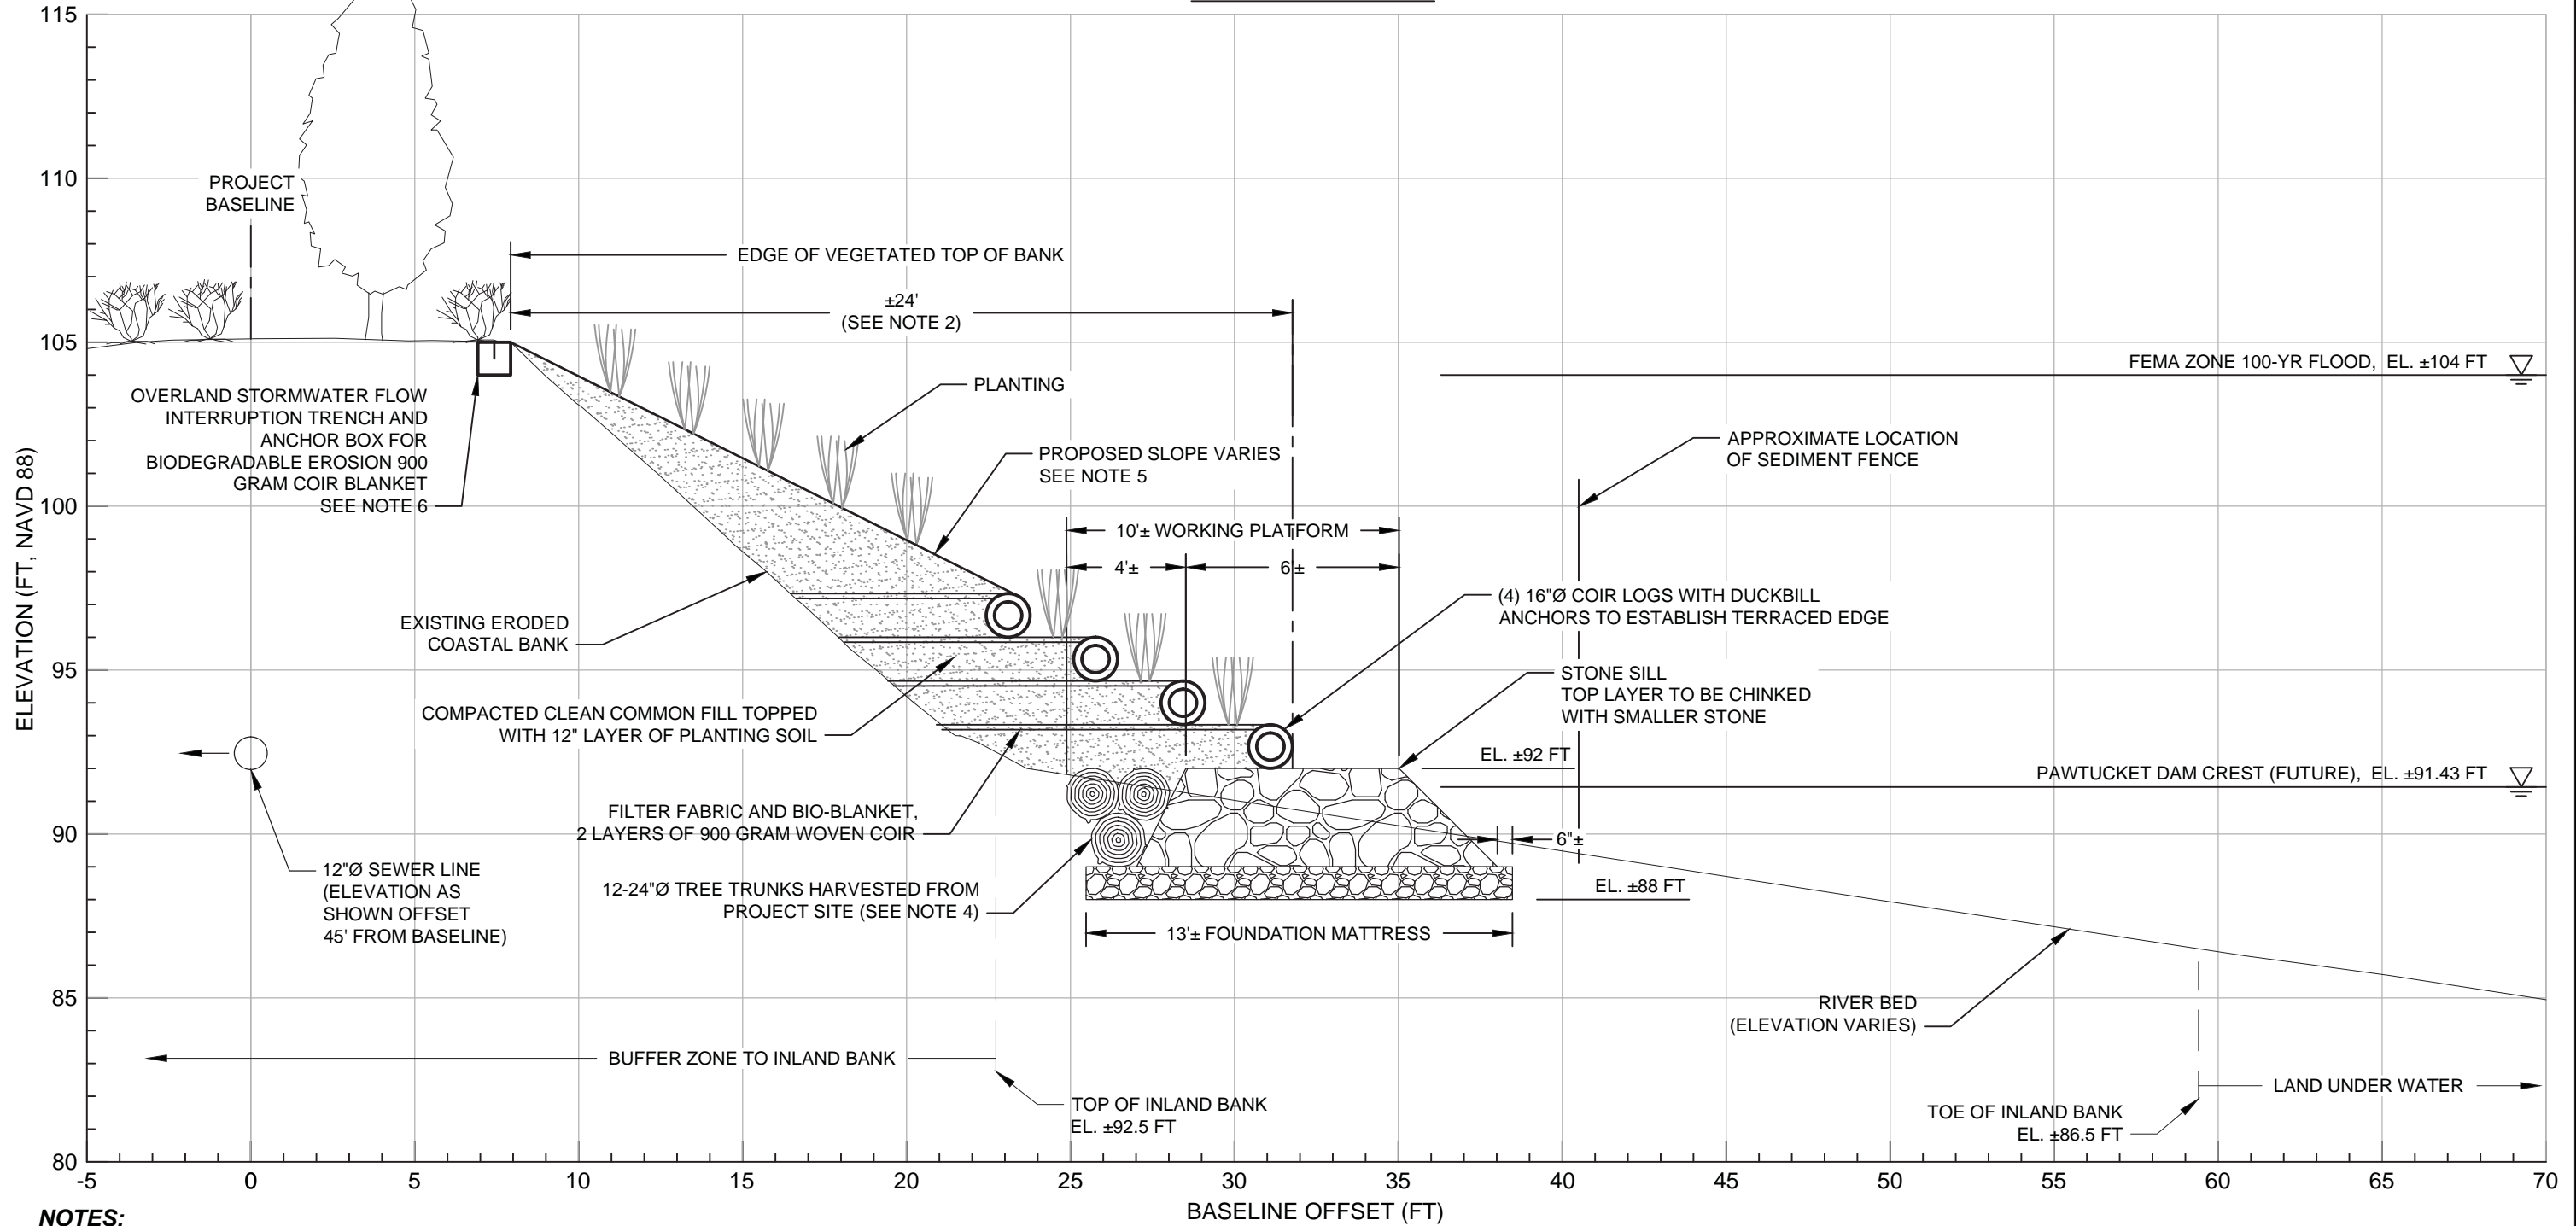 115
110
105
100
95
90
85
80
ELEVATION (FT, NAVD 88)
PROJECT
BASELINE
EDGE OF VEGETATED TOP OF BANK
±24'
(SEE NOTE 2)
FEMA ZONE 100-YR FLOOD, EL. ±104 FT
OVERLAND STORMWATER FLOW
INTERRUPTION TRENCH AND
ANCHOR BOX FOR
BIODEGRADABLE EROSION 900
GRAM COIR BLANKET
SEE NOTE 6
PLANTING
PROPOSED SLOPE VARIES
SEE NOTE 5
APPROXIMATE LOCATION
OF SEDIMENT FENCE
10'± WORKING PLATFORM
4'±
6±
EXISTING ERODED
COASTAL BANK
(4) 16"Ø COIR LOGS WITH DUCKBILL
ANCHORS TO ESTABLISH TERRACED EDGE
STONE SILL
TOP LAYER TO BE CHINKED
WITH SMALLER STONE
COMPACTED CLEAN COMMON FILL TOPPED
WITH 12" LAYER OF PLANTING SOIL
EL. ±92 FT
PAWTUCKET DAM CREST (FUTURE), EL. ±91.43 FT
FILTER FABRIC AND BIO-BLANKET,
2 LAYERS OF 900 GRAM WOVEN COIR
6"±
12"Ø SEWER LINE
(ELEVATION AS
SHOWN OFFSET
45' FROM BASELINE)
12-24"Ø TREE TRUNKS HARVESTED FROM
PROJECT SITE (SEE NOTE 4)
EL. ±88 FT
13'± FOUNDATION MATTRESS
RIVER BED
(ELEVATION VARIES)
BUFFER ZONE TO INLAND BANK
TOP OF INLAND BANK
EL. ±92.5 FT
LAND UNDER WATER
TOE OF INLAND BANK
EL. ±86.5 FT
-5 0 5 10 15 20 25 30 35 40 45 50 55 60 65 70
BASELINE OFFSET (FT)
NOTES: